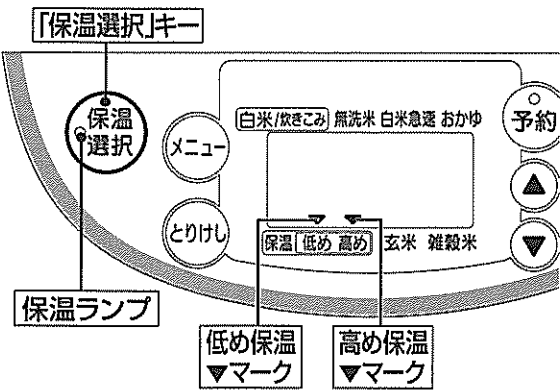 「保温選択」キー
保温
選択
メニュー
とりけし
白米/炊きこみ 無洗米 白米急速 おかゆ
予約
▲
▼
▼ ▼
保温 低め 高め 玄米 雑穀米
保温ランプ
低め保温
▼マーク
高め保温
▼マーク